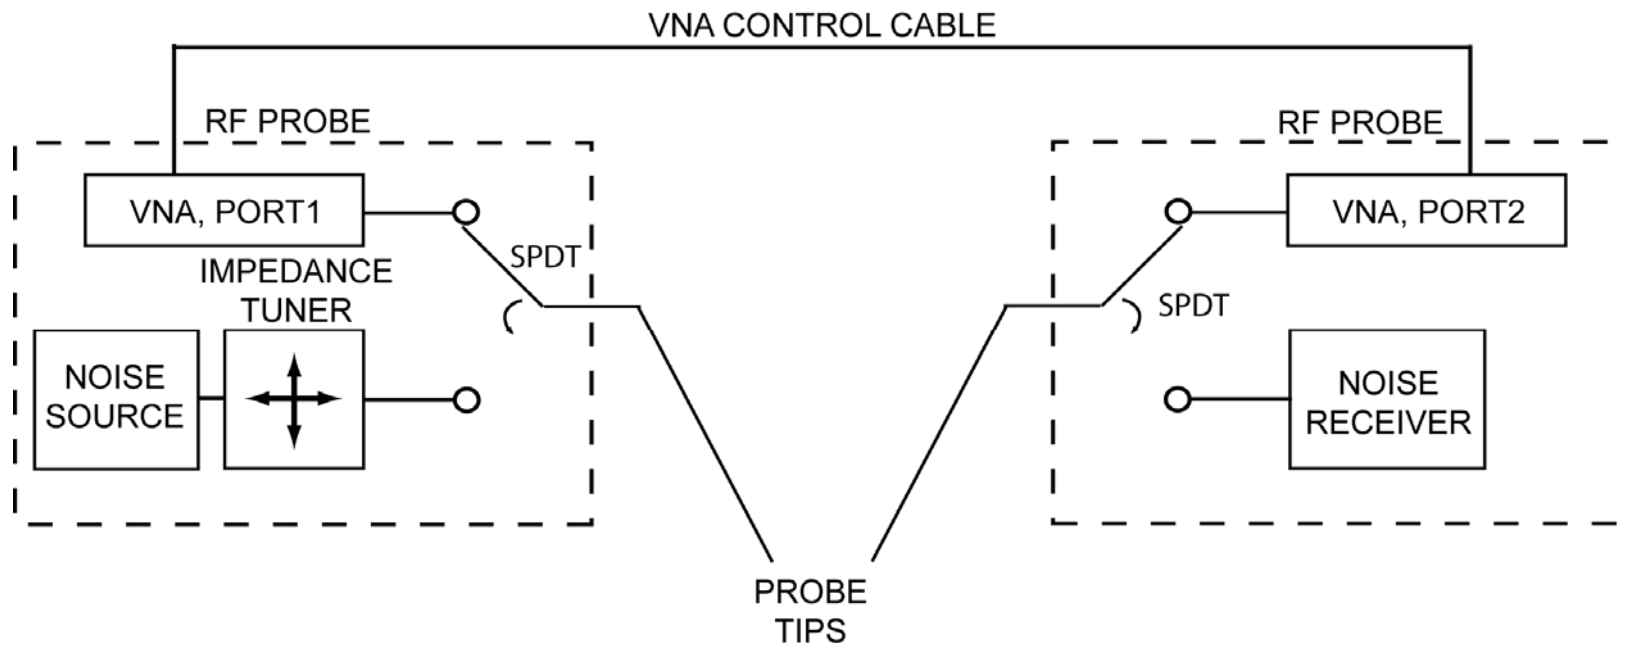 VNA CONTROL CABLE
RF PROBE
RF PROBE
VNA, PORT1
VNA, PORT2
SPDT
IMPEDANCE
TUNER
SPDT
NOISE
SOURCE
NOISE
RECEIVER
PROBE
TIPS